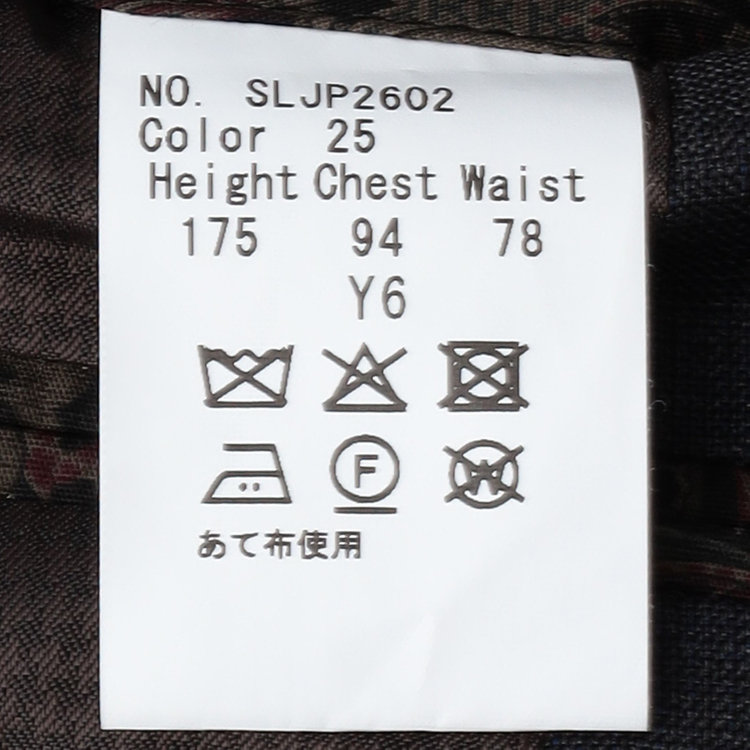 NO. SLJP2602
Color 25
Height Chest Waist
175 94 78
Y6
F W
あて布使用